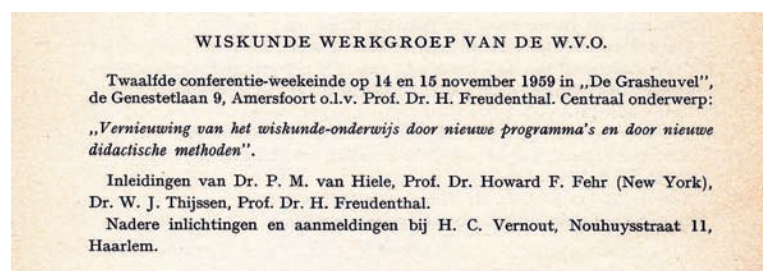 WISKUNDE WERKGROEP VAN DE W.V.O.
Twaalfde conferentie-weekeinde op 14 en 15 november 1959 in „De Grasheuvel”,
de Genestetlaan 9, Amersfoort o.l.v. Prof. Dr. H. Freudenthal. Centraal onderwerp:
„Vernieuwing van het wiskunde-onderwijs door nieuwe programma's en door nieuwe
didactische methoden”.
Inleidingen van Dr. P. M. van Hiele, Prof. Dr. Howard F. Fehr (New York),
Dr. W. J. Thijssen, Prof. Dr. H. Freudenthal.
Nadere inlichtingen en aanmeldingen bij H. C. Vernout, Nouhuysstraat 11,
Haarlem.